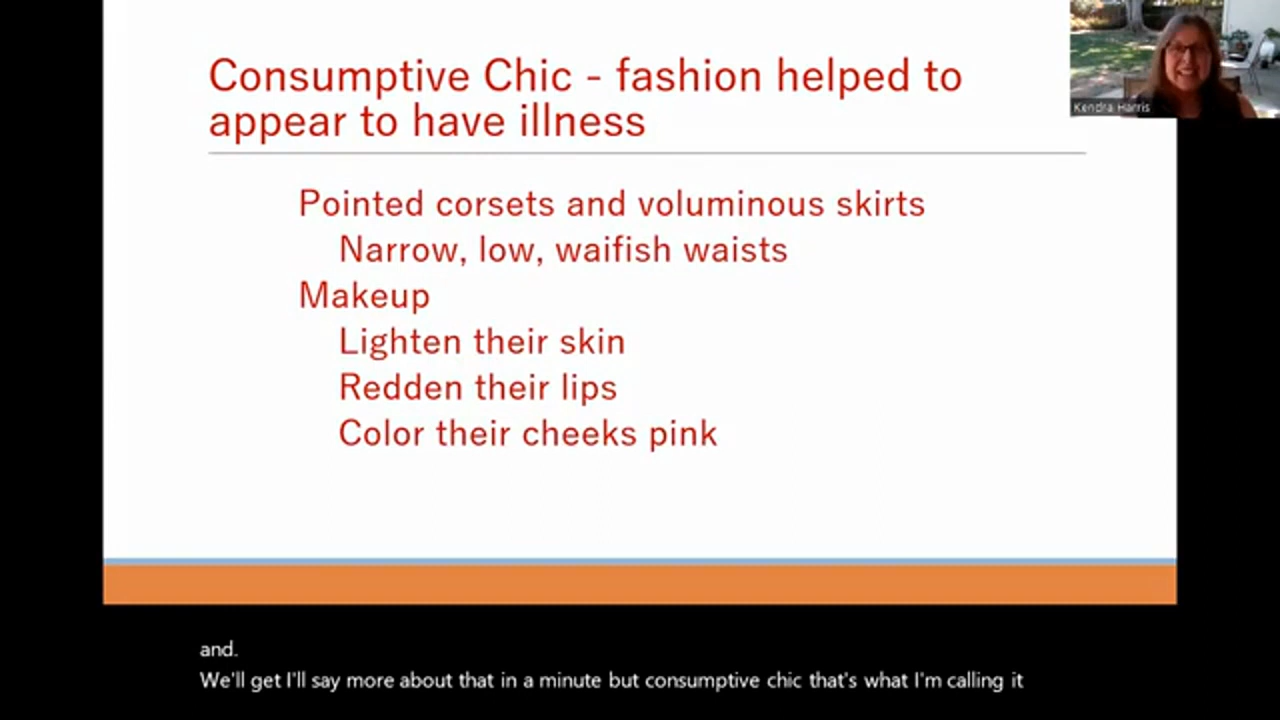 Consumptive Chic - fashion helped to
appear to have illness
Kendra Harris
Pointed corsets and voluminous skirts
Narrow, low, waifish waists
Makeup
Lighten their skin
Redden their lips
Color their cheeks pink
and.
We'll get I'll say more about that in a minute but consumptive chic that's what I'm calling it